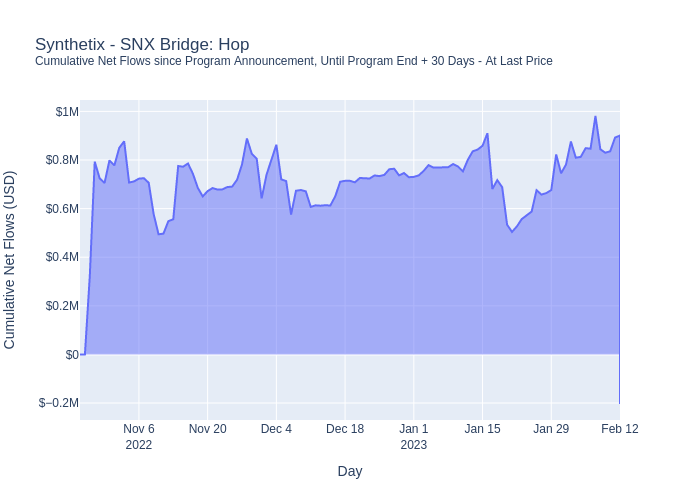 Synthetix - SNX Bridge: Hop
Cumulative Net Flows since Program Announcement, Until Program End + 30 Days - At Last Price
Cumulative Net Flows (USD)
$1M
$0.8M
$0.6M
$0.4M
$0.2M
$0
$−0.2M
Nov 6
2022
Nov 20
Dec 4
Dec 18
Jan 1
2023
Jan 15
Jan 29
Feb 12
Day